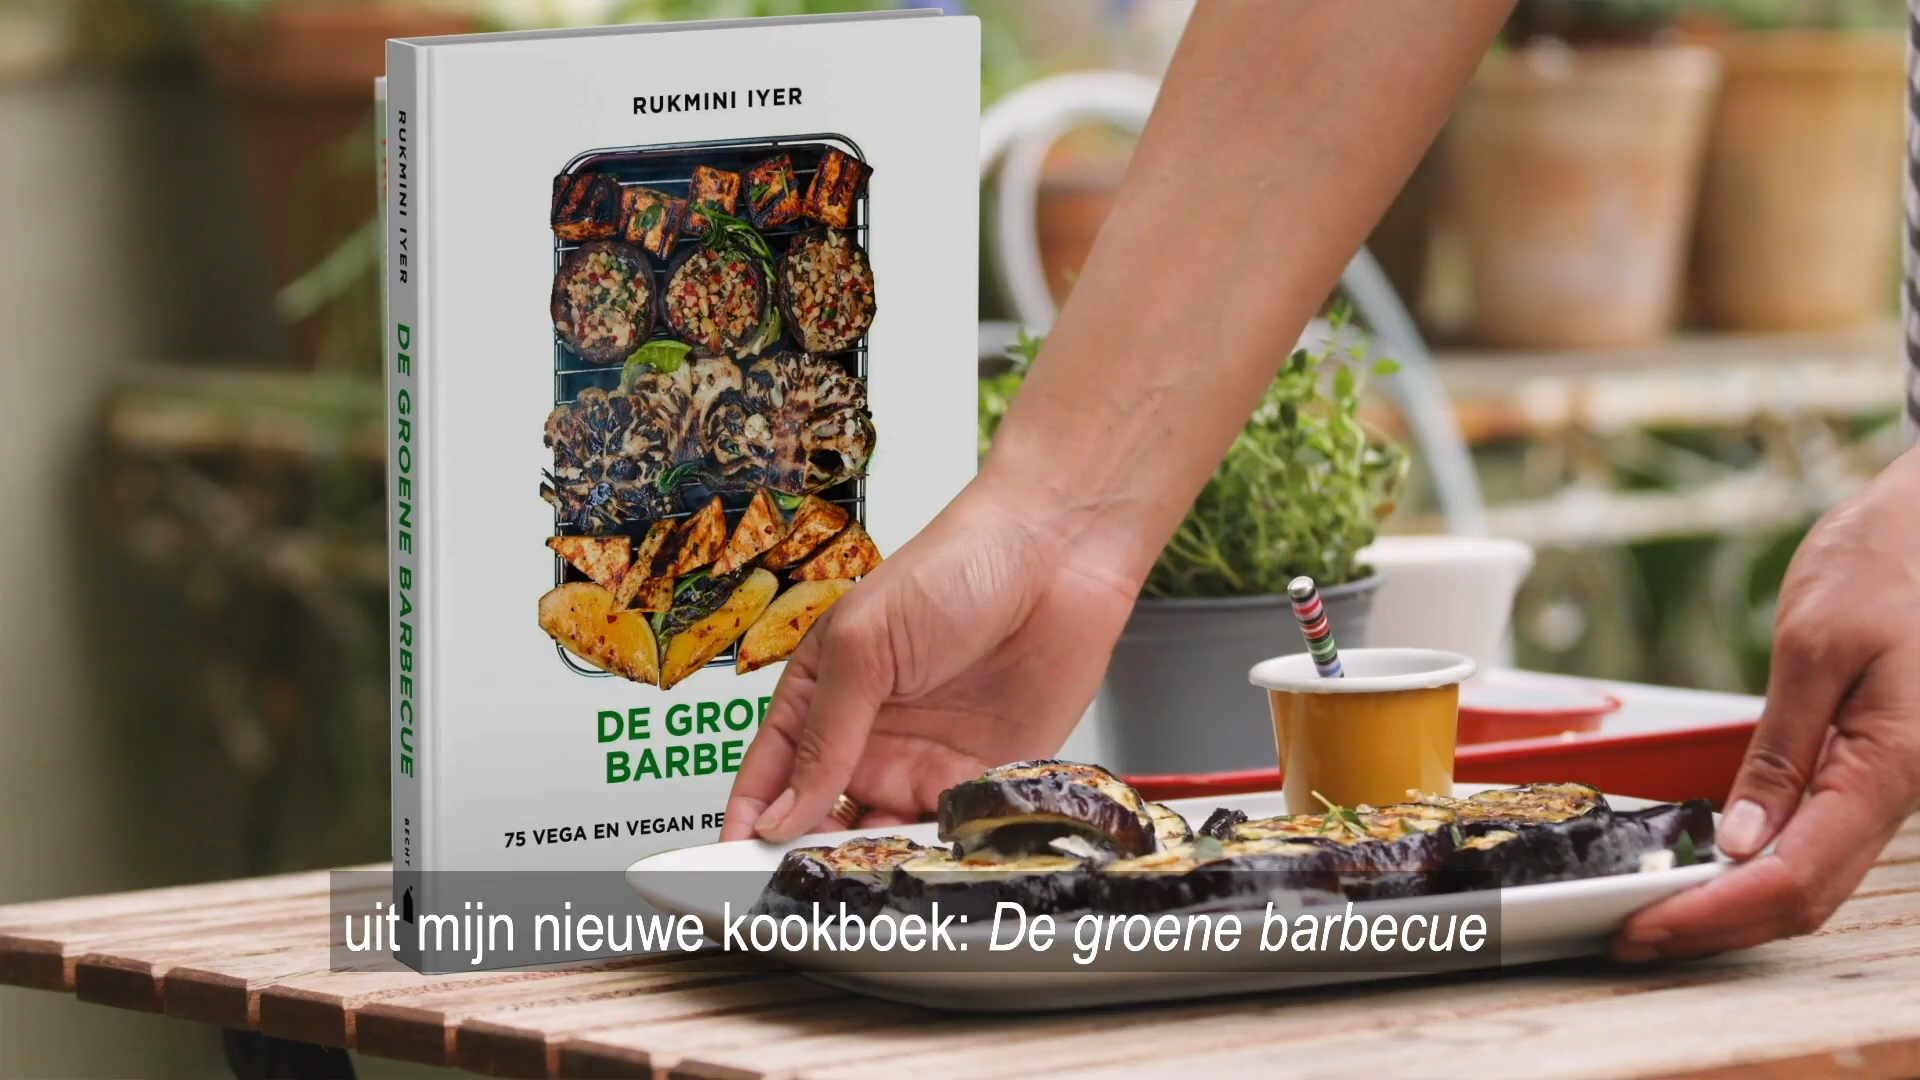 RUKMINI IYER
RUKMINI IYER
DE GROENE BARBECUE
BECHT
DE GROE
BARBE
75 VEGA EN VEGAN RE
uit mijn nieuwe kookboek: De groene barbecue